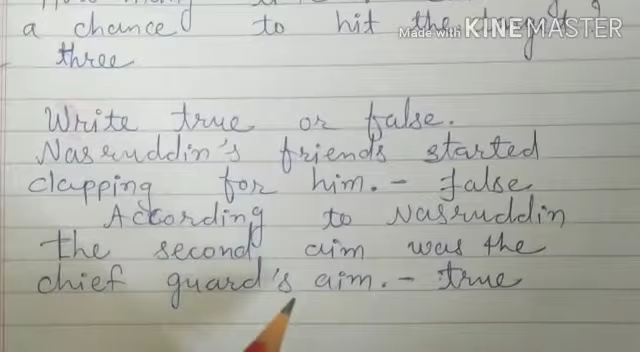 a chance to hit the target?
Made with KINEMASTER
three
Write true or false.
Nasruddin's friends started
clapping for him. - false
According to Nasruddin
the second aim was the
chief guard's aim. - true